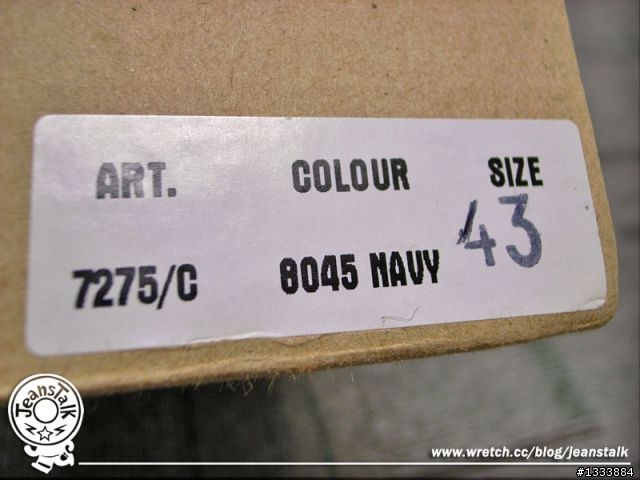 ART. COLOUR SIZE
7275/C 8045 NAVY 43
JEANSTALK
www.wretch.cc/blog/jeanstalk
#1333884